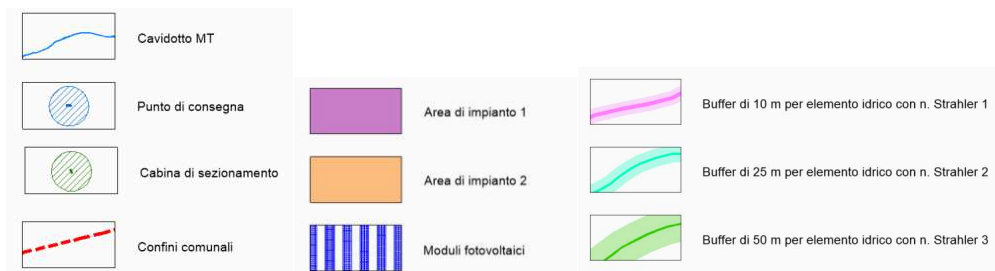 Cavidotto MT
Punto di consegna
Cabina di sezionamento
Confini comunali
Area di impianto 1
Area di impianto 2
Moduli fotovoltaici
Buffer di 10 m per elemento idrico con n. Strahler 1
Buffer di 25 m per elemento idrico con n. Strahler 2
Buffer di 50 m per elemento idrico con n. Strahler 3